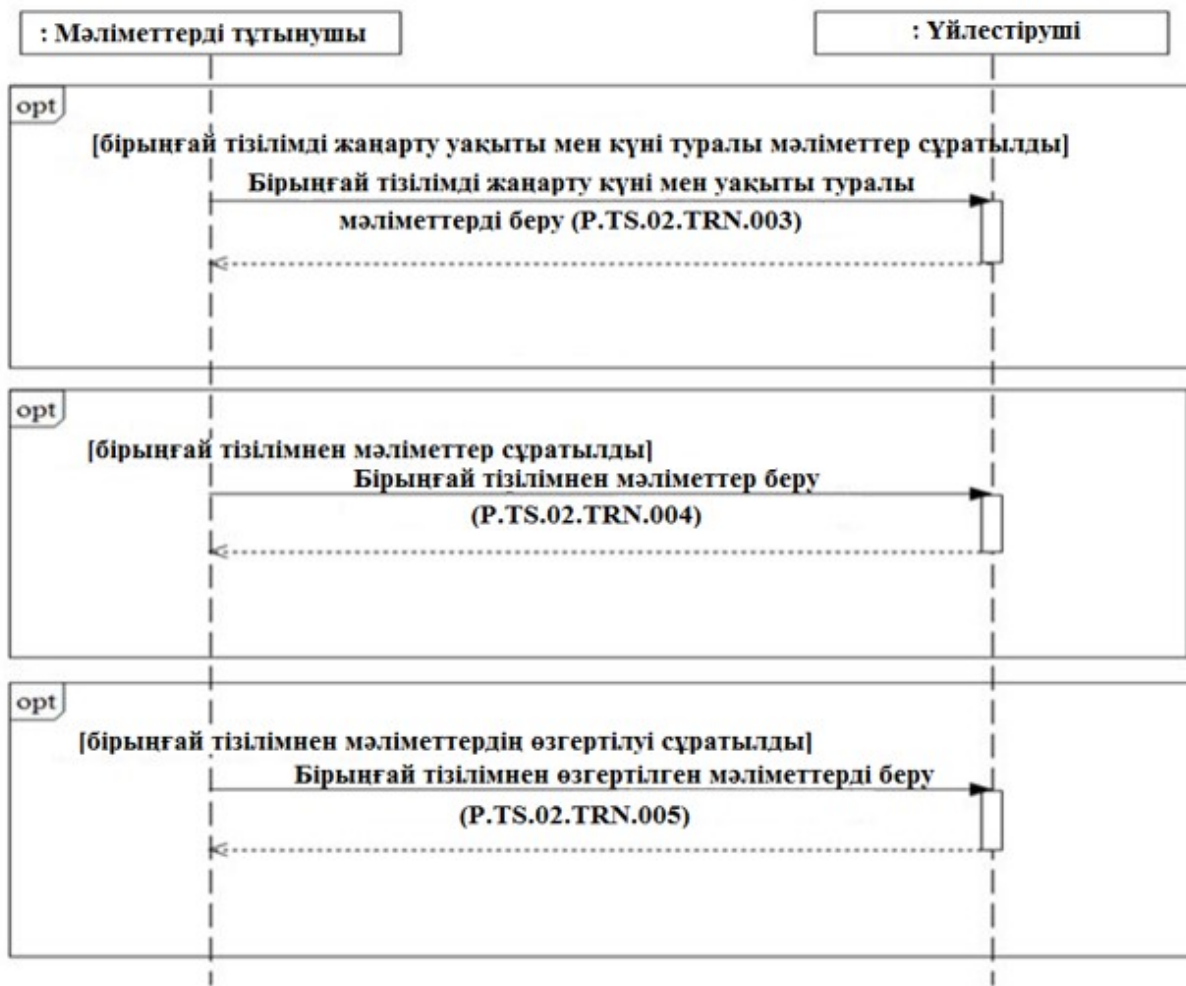 : Мәліметтерді тұтынушы
: Үйлестіруші
opt
[бірыңғай тізілімді жаңарту уақыты мен күні туралы мәліметтер сұратылды]
Бірыңғай тізілімді жаңарту күні мен уақыты туралы
мәліметтерді беру (P.TS.02.TRN.003)
opt
[бірыңғай тізілімнен мәліметтер сұратылды]
Бірыңғай тізілімнен мәліметтер беру
(P.TS.02.TRN.004)
opt
[бірыңғай тізілімнен мәліметтердің өзгертілуі сұратылды]
Бірыңғай тізілімнен өзгертілген мәліметтерді беру
(P.TS.02.TRN.005)